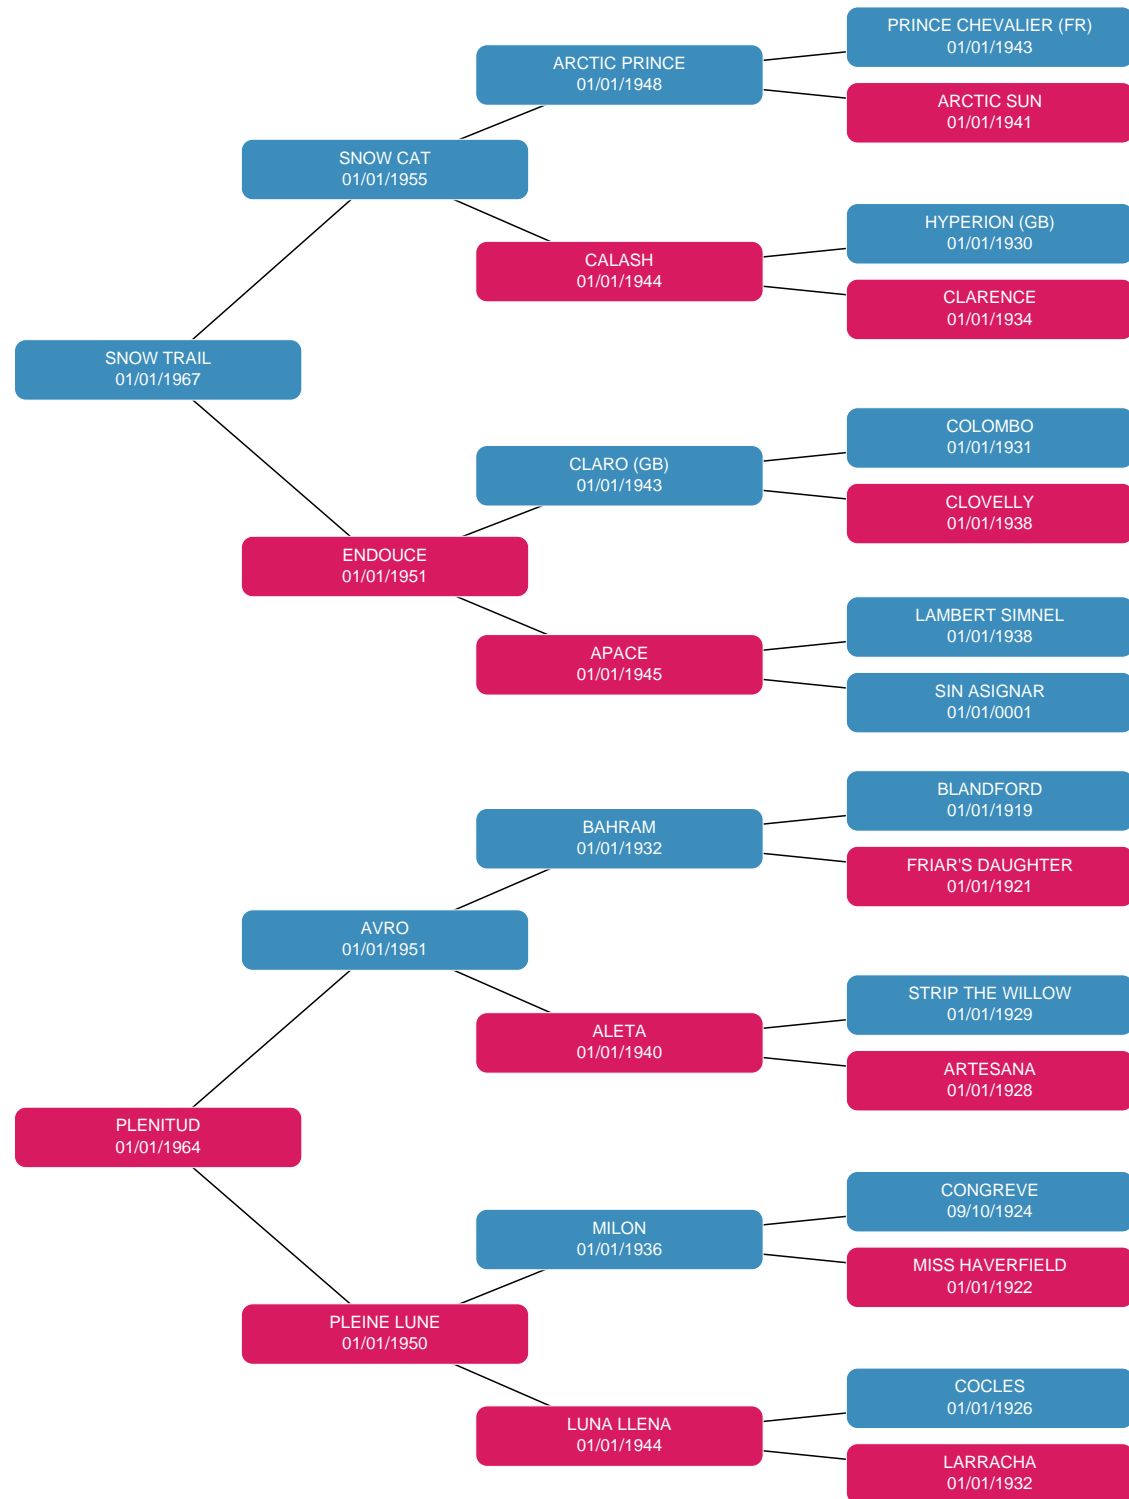 PRINCE CHEVALIER (FR)
01/01/1943
ARCTIC PRINCE
01/01/1948
ARCTIC SUN
01/01/1941
SNOW CAT
01/01/1955
HYPERION (GB)
01/01/1930
CALASH
01/01/1944
CLARENCE
01/01/1934
SNOW TRAIL
01/01/1967
COLOMBO
01/01/1931
CLARO (GB)
01/01/1943
CLOVELLY
01/01/1938
ENDOUCE
01/01/1951
LAMBERT SIMNEL
01/01/1938
APACE
01/01/1945
SIN ASIGNAR
01/01/0001
BLANDFORD
01/01/1919
BAHRAM
01/01/1932
FRIAR'S DAUGHTER
01/01/1921
AVRO
01/01/1951
STRIP THE WILLOW
01/01/1929
ALETA
01/01/1940
ARTESANA
01/01/1928
PLENITUD
01/01/1964
CONGREVE
09/10/1924
MILON
01/01/1936
MISS HAVERFIELD
01/01/1922
PLEINE LUNE
01/01/1950
COCLES
01/01/1926
LUNA LLENA
01/01/1944
LARRACHA
01/01/1932